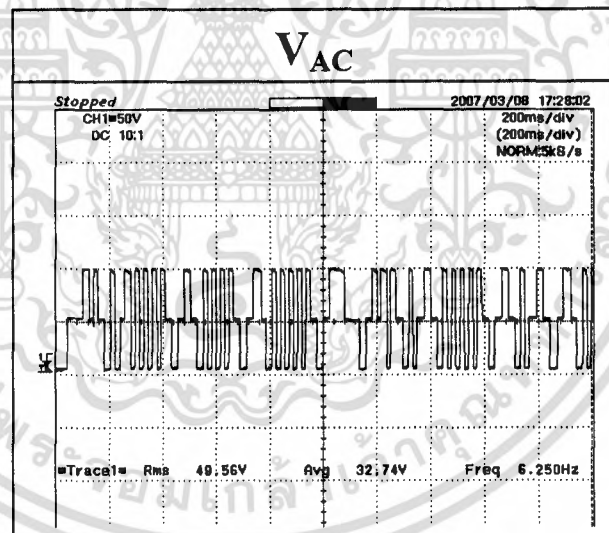 VAC
Stopped 2007/03/08 17:28:02
CH1=50V 200ms/div
DC 10:1 (200ms/div)
NORM:5kS/s
=Trace1= Rms 49.56V Avg 32.74V Freq 6.250Hz